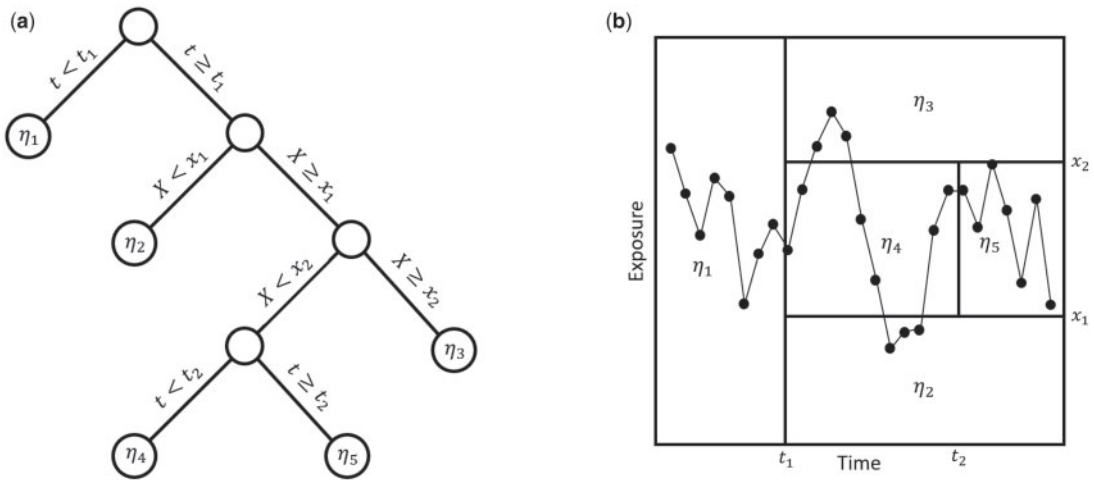 (a)
t < t₁
t ≥ t₁
η₁
X < x₁
X ≥ x₁
η₂
X < x₂
X ≥ x₂
η₃
t < t₂
t ≥ t₂
η₄
η₅
(b)
Exposure
η₃
x₂
η₁
η₄
η₅
x₁
η₂
t₁
Time
t₂